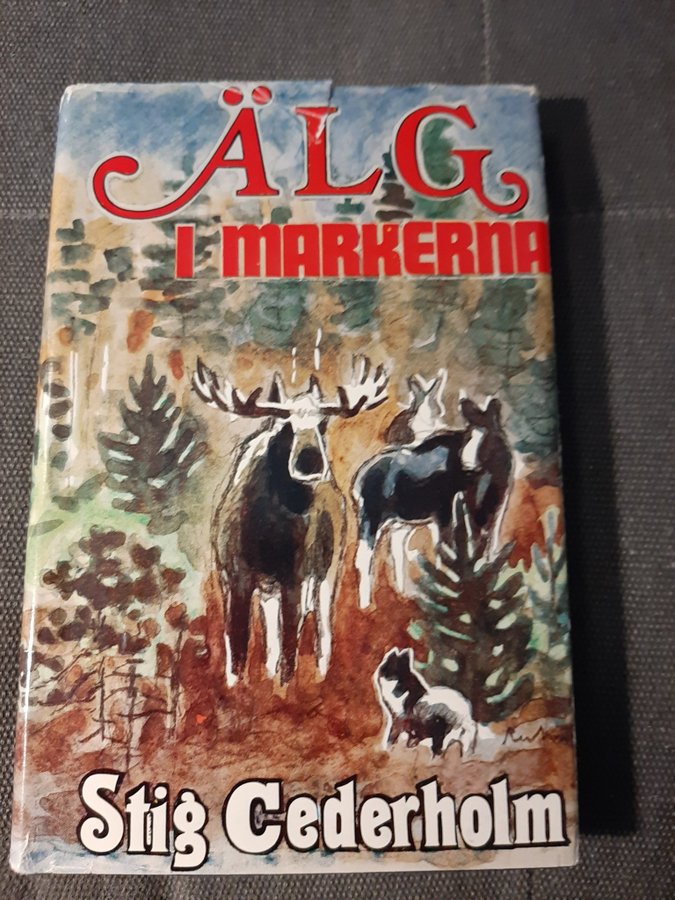 ÄLG
I MARKERNA
Stig Cederholm